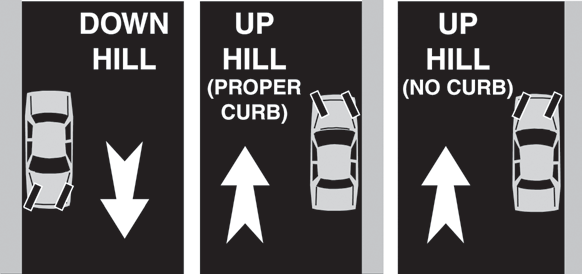 DOWN
HILL
UP
HILL
(PROPER
CURB)
UP
HILL
(NO CURB)